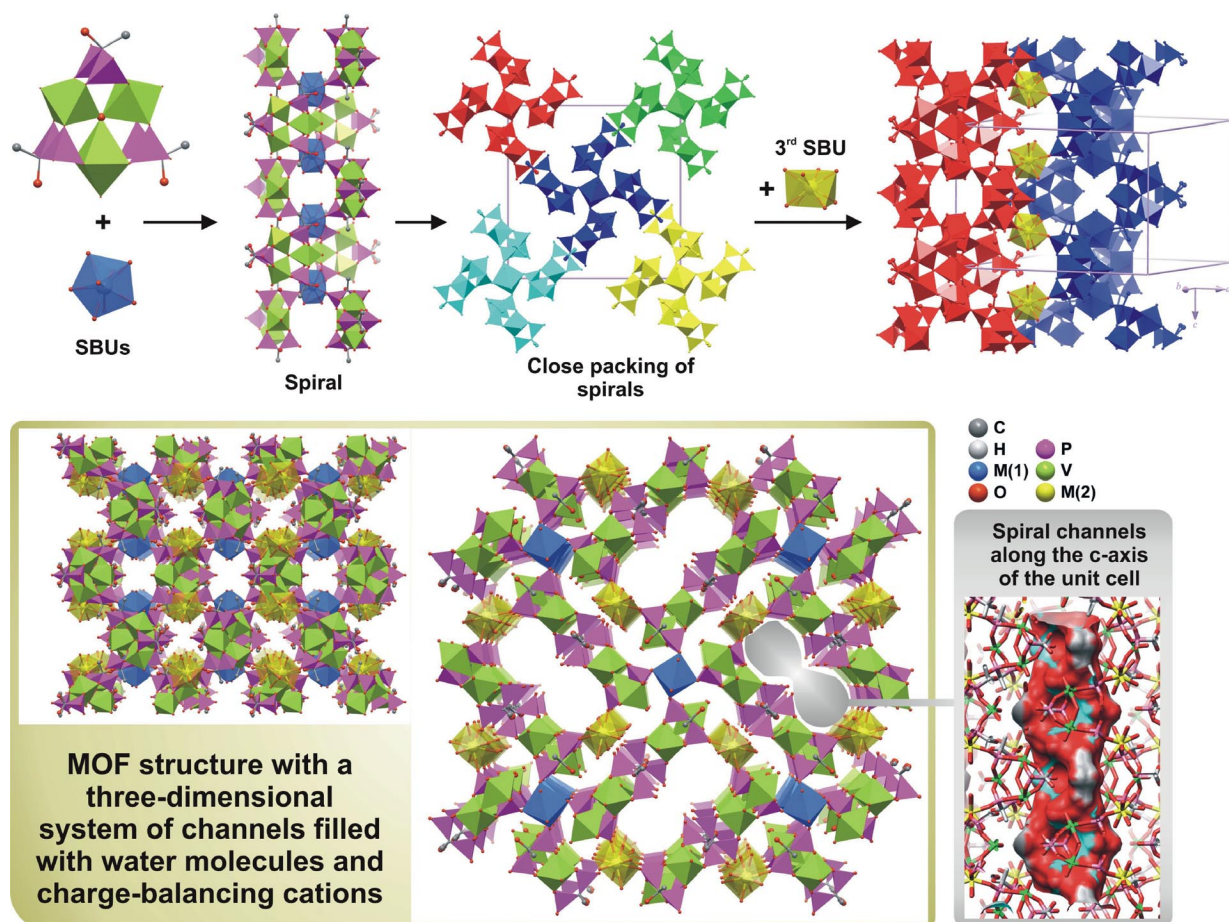 +
SBUs
Spiral
Close packing of
spirals
3rd SBU
+
b
c
C
H
P
M(1)
V
O
M(2)
MOF structure with a
three-dimensional
system of channels filled
with water molecules and
charge-balancing cations
Spiral channels
along the c-axis
of the unit cell